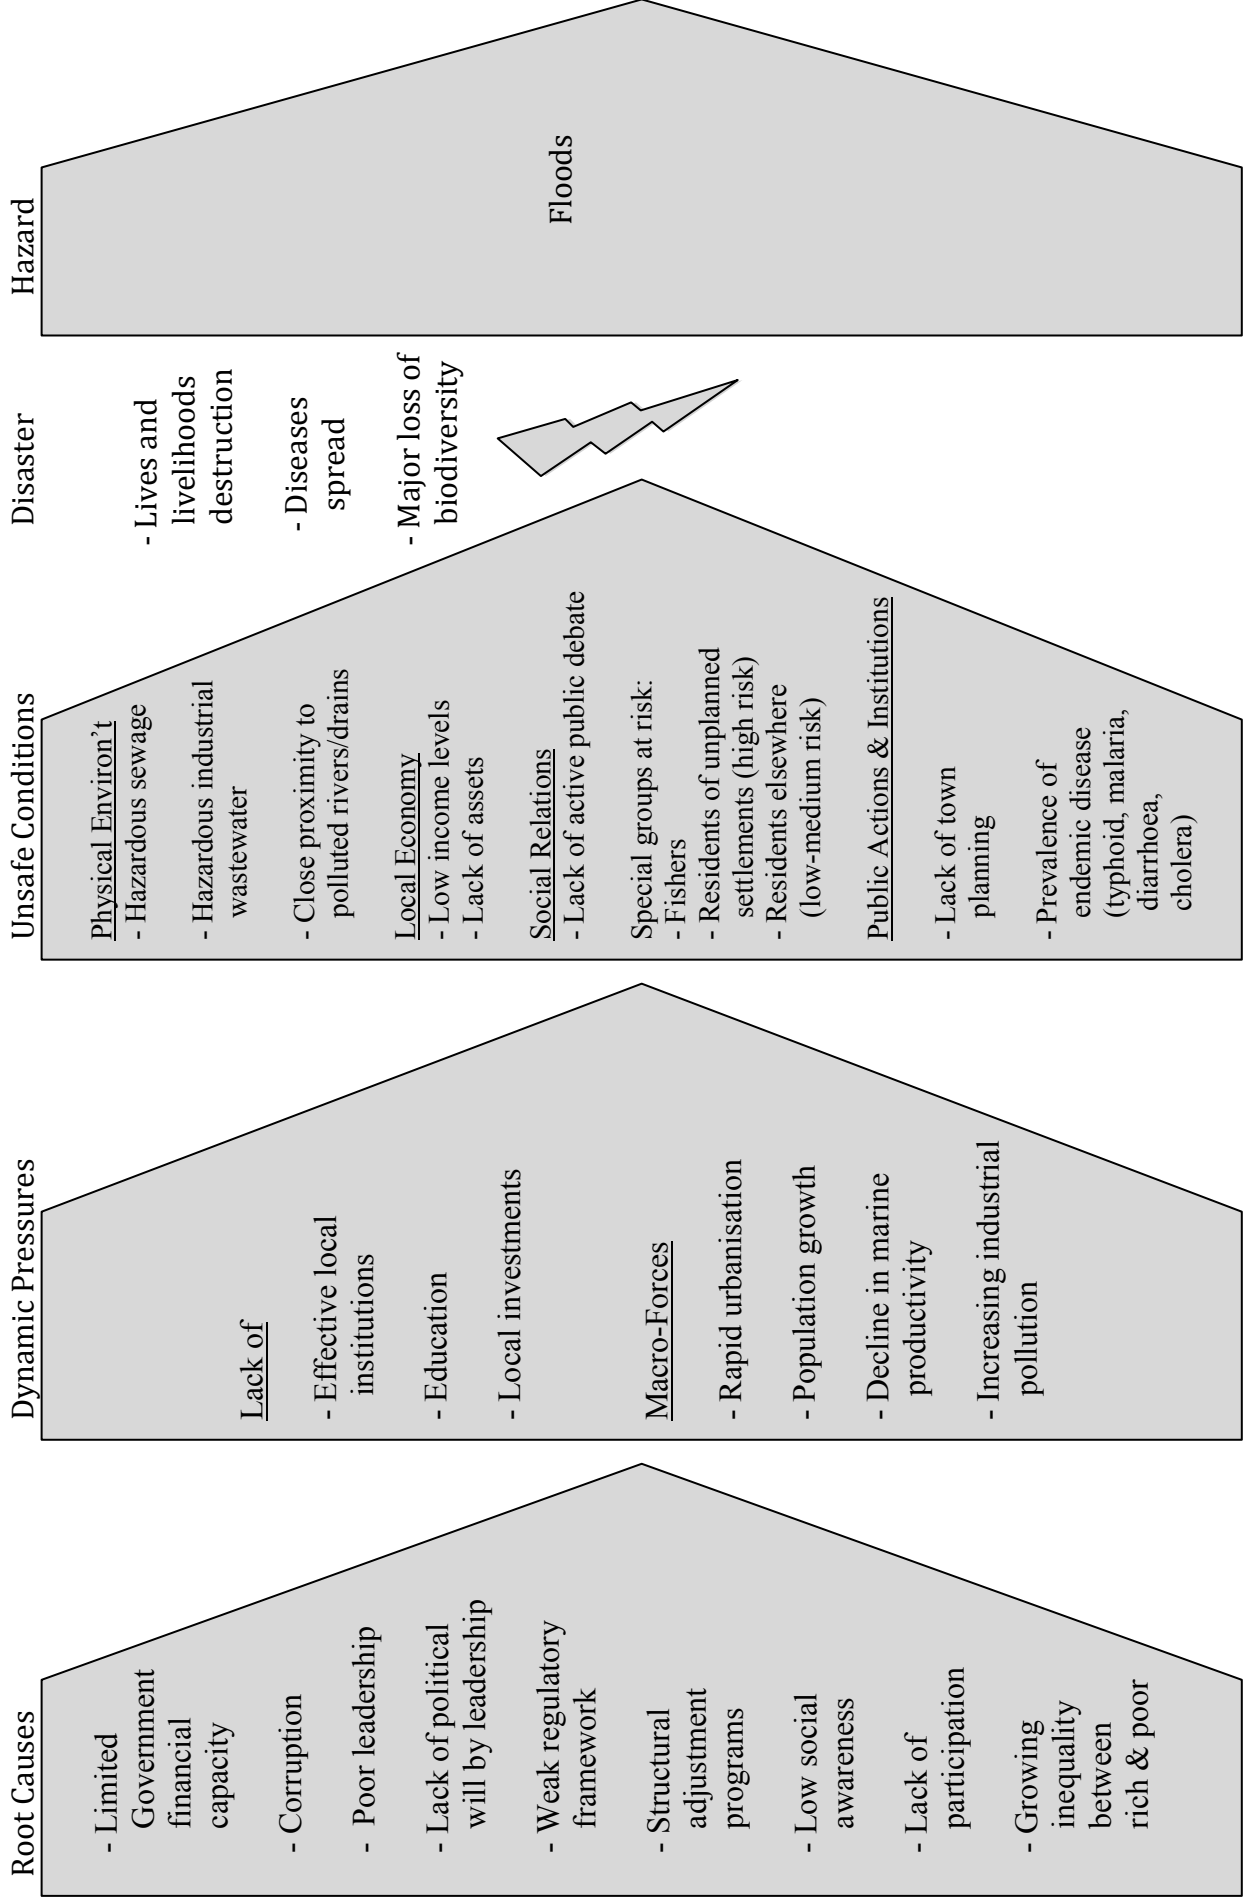 Root Causes
- Limited
Government
financial
capacity
- Corruption
- Poor leadership
- Lack of political
will by leadership
- Weak regulatory
framework
- Structural
adjustment
programs
- Low social
awareness
- Lack of
participation
- Growing
inequality
between
rich & poor
Dynamic Pressures
Lack of
- Effective local
institutions
- Education
- Local investments
Macro-Forces
- Rapid urbanisation
- Population growth
- Decline in marine
productivity
- Increasing industrial
pollution
Unsafe Conditions
Physical Environ't
- Hazardous sewage
- Hazardous industrial
wastewater
- Close proximity to
polluted rivers/drains
Local Economy
- Low income levels
- Lack of assets
Social Relations
- Lack of active public debate
Special groups at risk:
- Fishers
- Residents of unplanned
settlements (high risk)
- Residents elsewhere
(low-medium risk)
Public Actions & Institutions
- Lack of town
planning
- Prevalence of
endemic disease
(typhoid, malaria,
diarrhoea,
cholera)
Disaster
- Lives and
livelihoods
destruction
- Diseases
spread
- Major loss of
biodiversity
Hazard
Floods